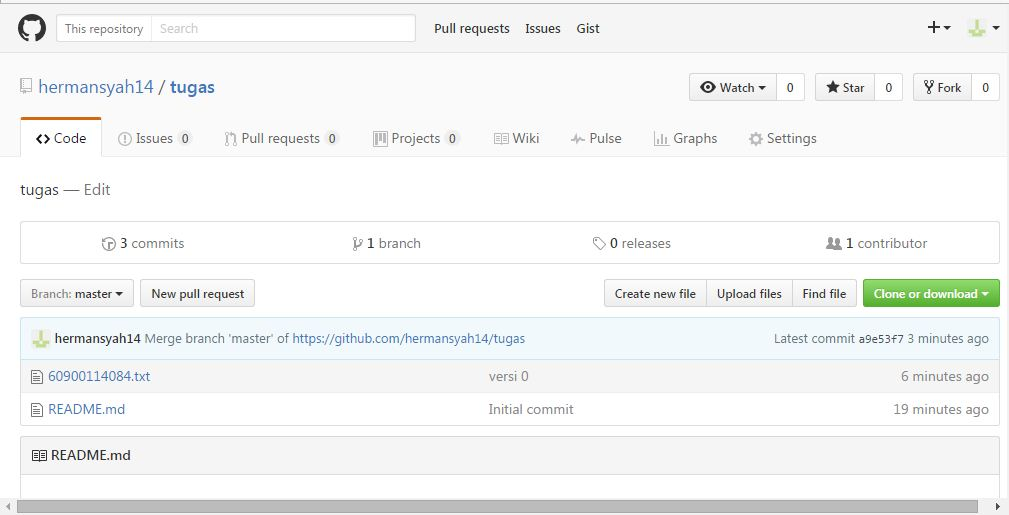 This repository Search Pull requests Issues Gist
hermansyah14 / tugas Watch 0 Star 0 Fork 0
Code Issues 0 Pull requests 0 Projects 0 Wiki Pulse Graphs Settings
tugas — Edit
3 commits 1 branch 0 releases 1 contributor
Branch: master New pull request Create new file Upload files Find file Clone or download
hermansyah14 Merge branch 'master' of https://github.com/hermansyah14/tugas Latest commit a9e53f7 3 minutes ago
60900114084.txt versi 0 6 minutes ago
README.md Initial commit 19 minutes ago
README.md